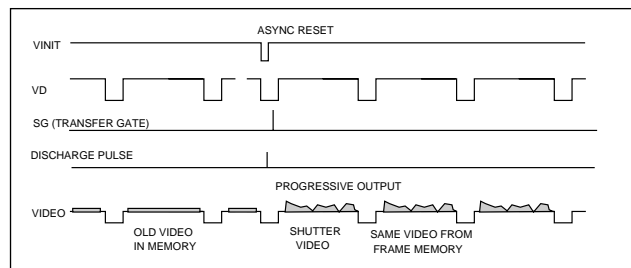 ASYNC RESET
VINIT
VD
SG (TRANSFER GATE)
DISCHARGE PULSE
PROGRESSIVE OUTPUT
VIDEO
OLD VIDEO
IN MEMORY
SHUTTER
VIDEO
SAME VIDEO FROM
FRAME MEMORY